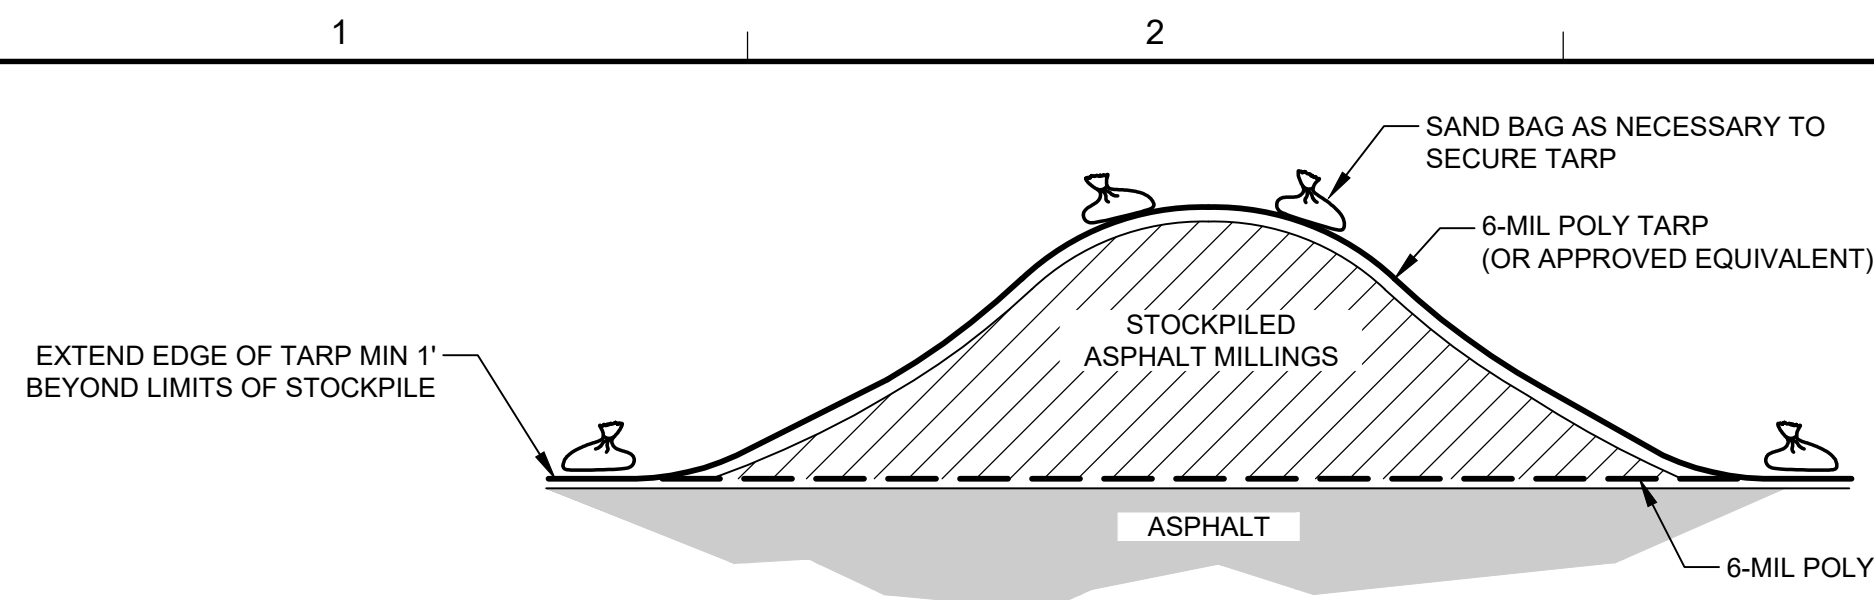 1
2
SAND BAG AS NECESSARY TO
SECURE TARP
6-MIL POLY TARP
(OR APPROVED EQUIVALENT)
STOCKPILED
ASPHALT MILLINGS
EXTEND EDGE OF TARP MIN 1'
BEYOND LIMITS OF STOCKPILE
ASPHALT
6-MIL POLY